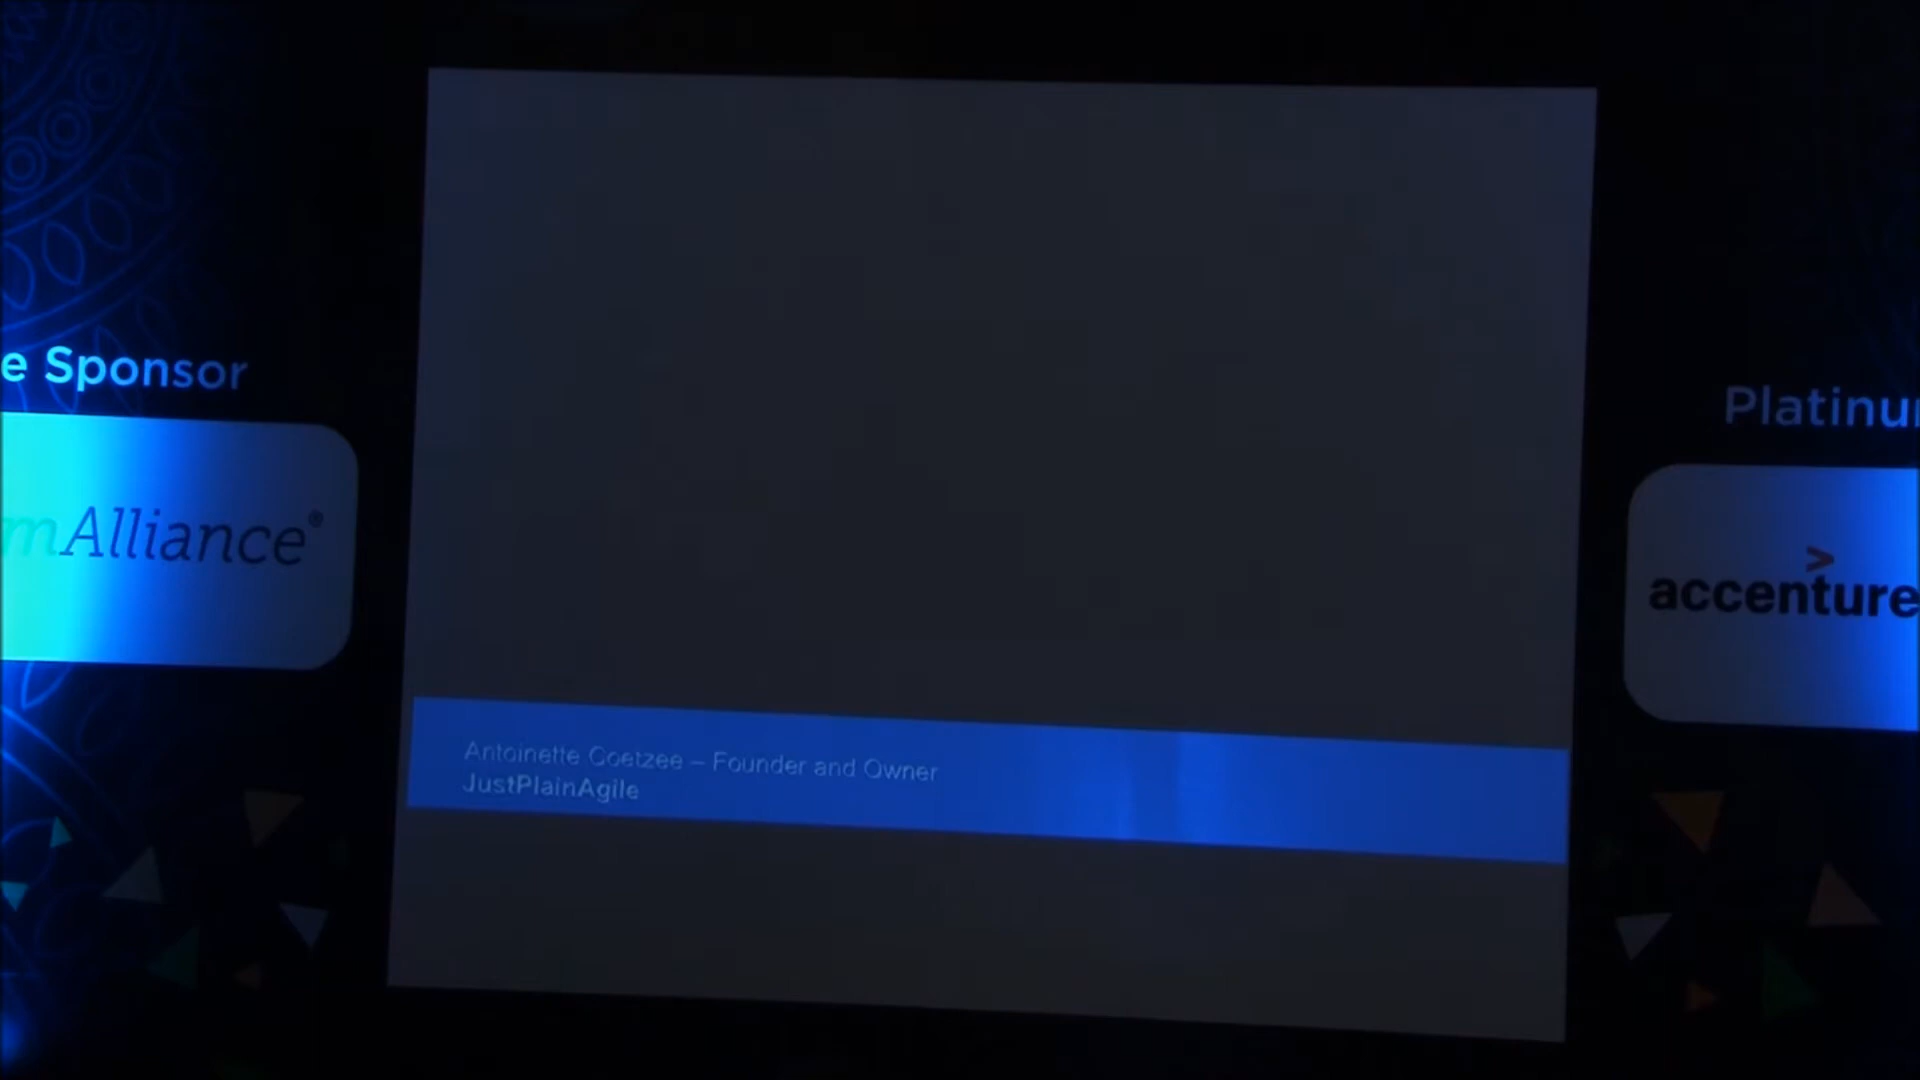 e Sponsor
mAlliance®
Antoinette Coetzee – Founder and Owner
JustPlainAgile
Platinu
>
accenture